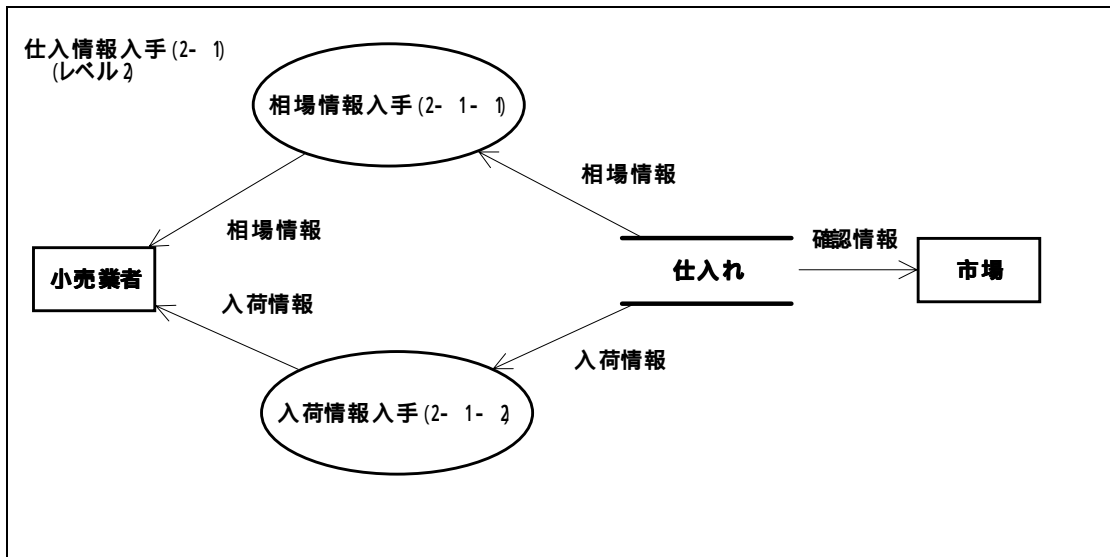 仕入情報入手(2- 1)
(レベル2)
相場情報入手(2- 1- 1)
相場情報
相場情報
確認情報
小売業者
仕入れ
市場
入荷情報
入荷情報
入荷情報入手(2- 1- 2)